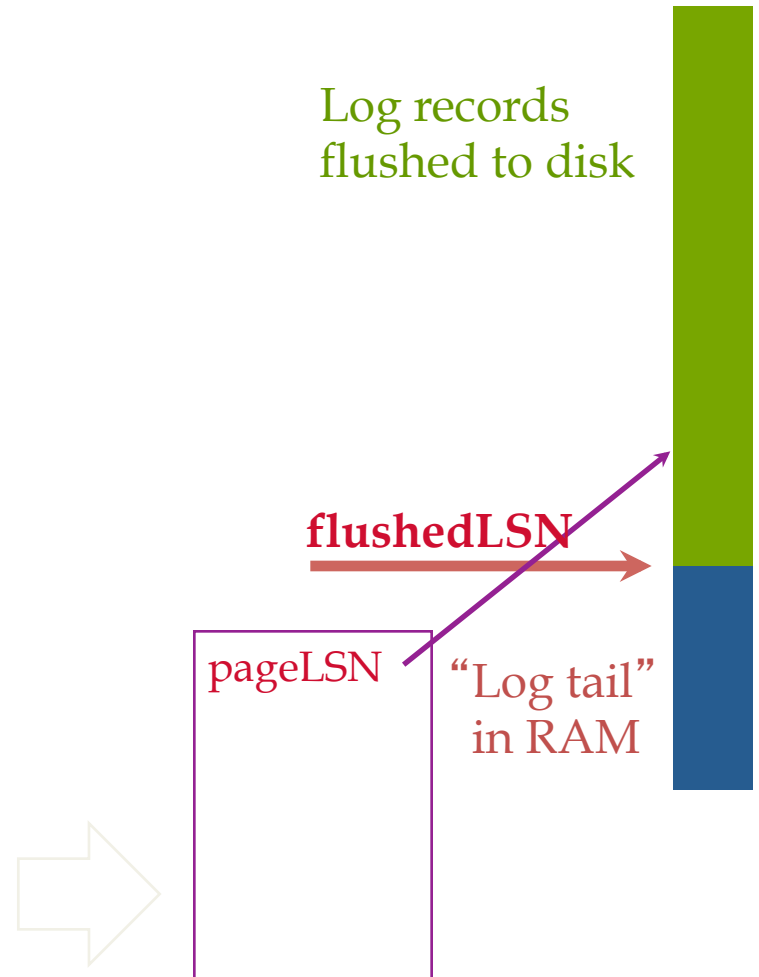 Log records
flushed to disk
flushedLSN
pageLSN
“Log tail”
in RAM